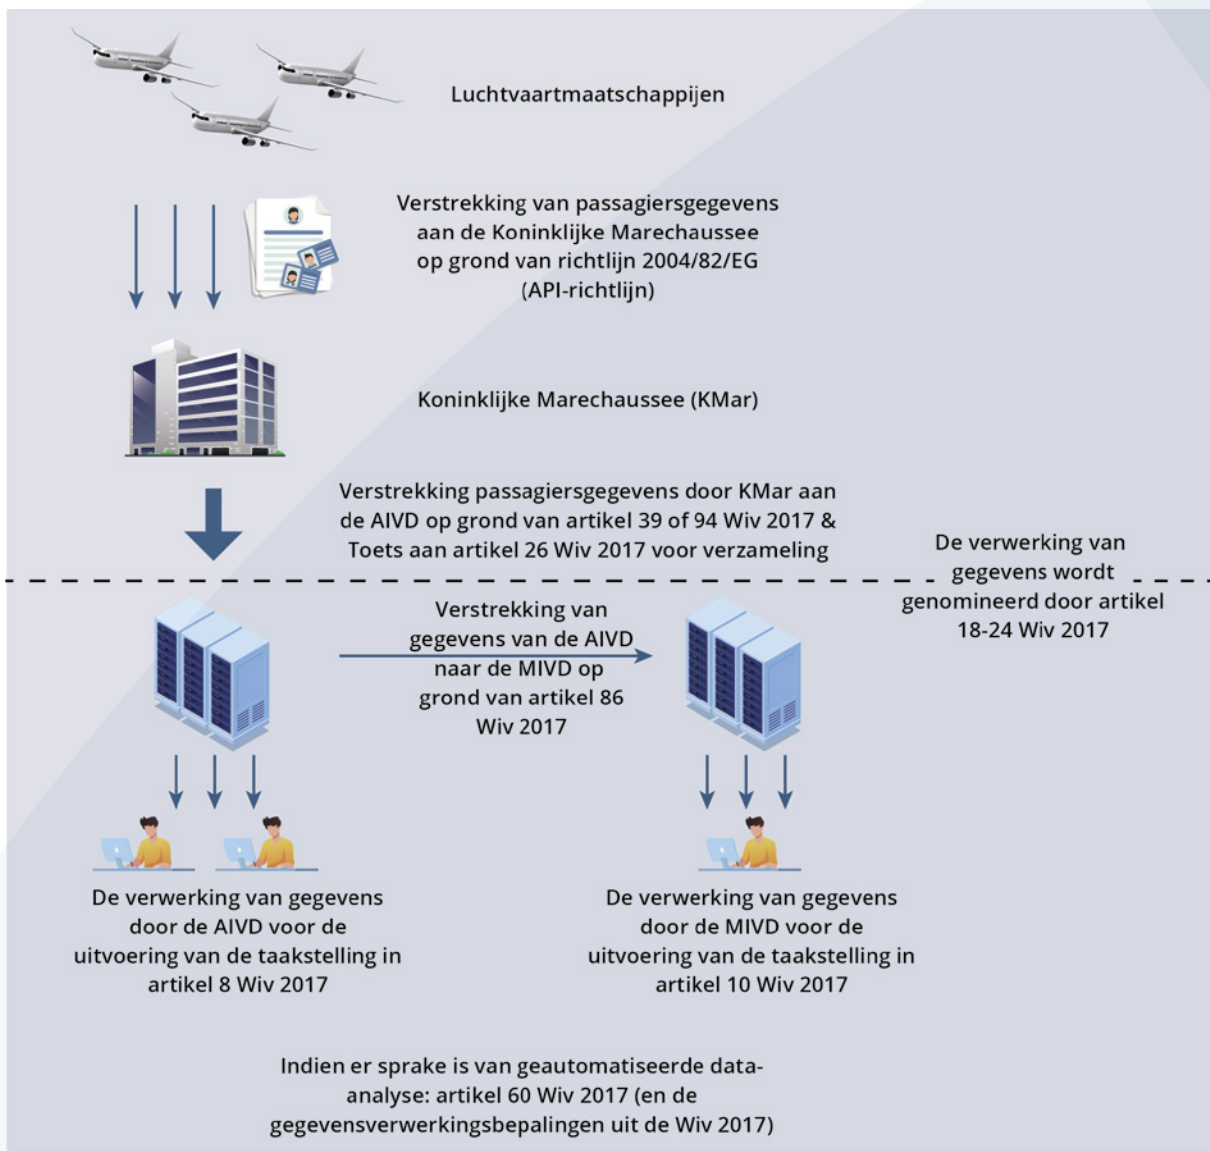 Luchtvaartmaatschappijen
Verstrekking van passagiersgegevens
aan de Koninklijke Marechaussee
op grond van richtlijn 2004/82/EG
(API-richtlijn)
Koninklijke Marechaussee (KMar)
Verstrekking passagiersgegevens door KMar aan
de AIVD op grond van artikel 39 of 94 Wiv 2017 &
Toets aan artikel 26 Wiv 2017 voor verzameling
De verwerking van
gegevens wordt
genomineerd door artikel
18-24 Wiv 2017
Verstrekking van
gegevens van de AIVD
naar de MIVD op
grond van artikel 86
Wiv 2017
De verwerking van gegevens
door de AIVD voor de
uitvoering van de taakstelling in
artikel 8 Wiv 2017
De verwerking van gegevens
door de MIVD voor de
uitvoering van de taakstelling in
artikel 10 Wiv 2017
Indien er sprake is van geautomatiseerde data-
analyse: artikel 60 Wiv 2017 (en de
gegevensverwerkingsbepalingen uit de Wiv 2017)